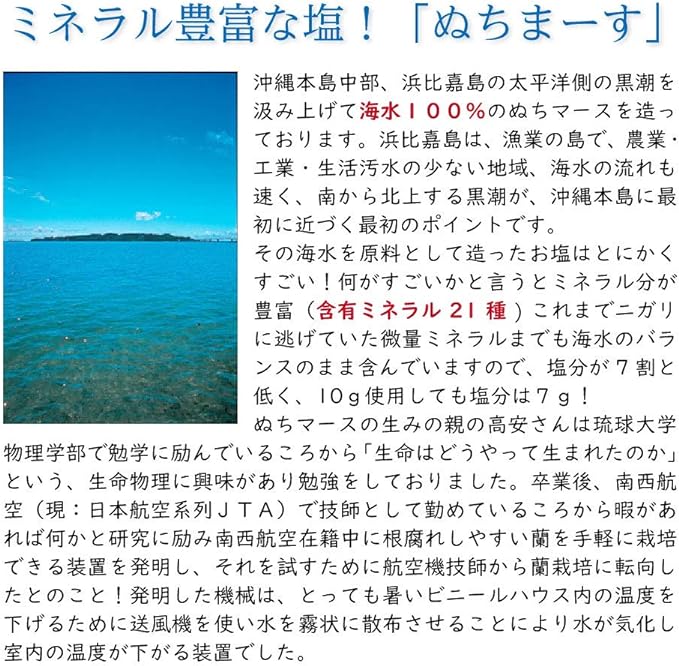 ミネラル豊富な塩！「ぬちまーす」
沖縄本島中部、浜比嘉島の太平洋側の黒潮を
汲み上げて海水１００％のぬちマースを造っ
ております。浜比嘉島は、漁業の島で、農業・
工業・生活汚水の少ない地域、海水の流れも
速く、南から北上する黒潮が、沖縄本島に最
初に近づく最初のポイントです。
その海水を原料として造ったお塩はとにかく
すごい！何がすごいかと言うとミネラル分が
豊富（含有ミネラル 21 種 ) これまでニガリ
に逃げていた微量ミネラルまでも海水のバラ
ンスのまま含んでいますので、塩分が 7 割と
低く、10ｇ使用しても塩分は７ｇ！
ぬちマースの生みの親の高安さんは琉球大学
物理学部で勉学に励んでいるころから「生命はどうやって生まれたのか」
という、生命物理に興味があり勉強をしておりました。卒業後、南西航
空（現：日本航空系列ＪＴＡ）で技師として勤めているころから暇があ
れば何かと研究に励み南西航空在籍中に根腐れしやすい蘭を手軽に栽培
できる装置を発明し、それを試すために航空機技師から蘭栽培に転向し
たとのこと！発明した機械は、とっても暑いビニールハウス内の温度を
下げるために送風機を使い水を霧状に散布させることにより水が気化し
室内の温度が下がる装置でした。